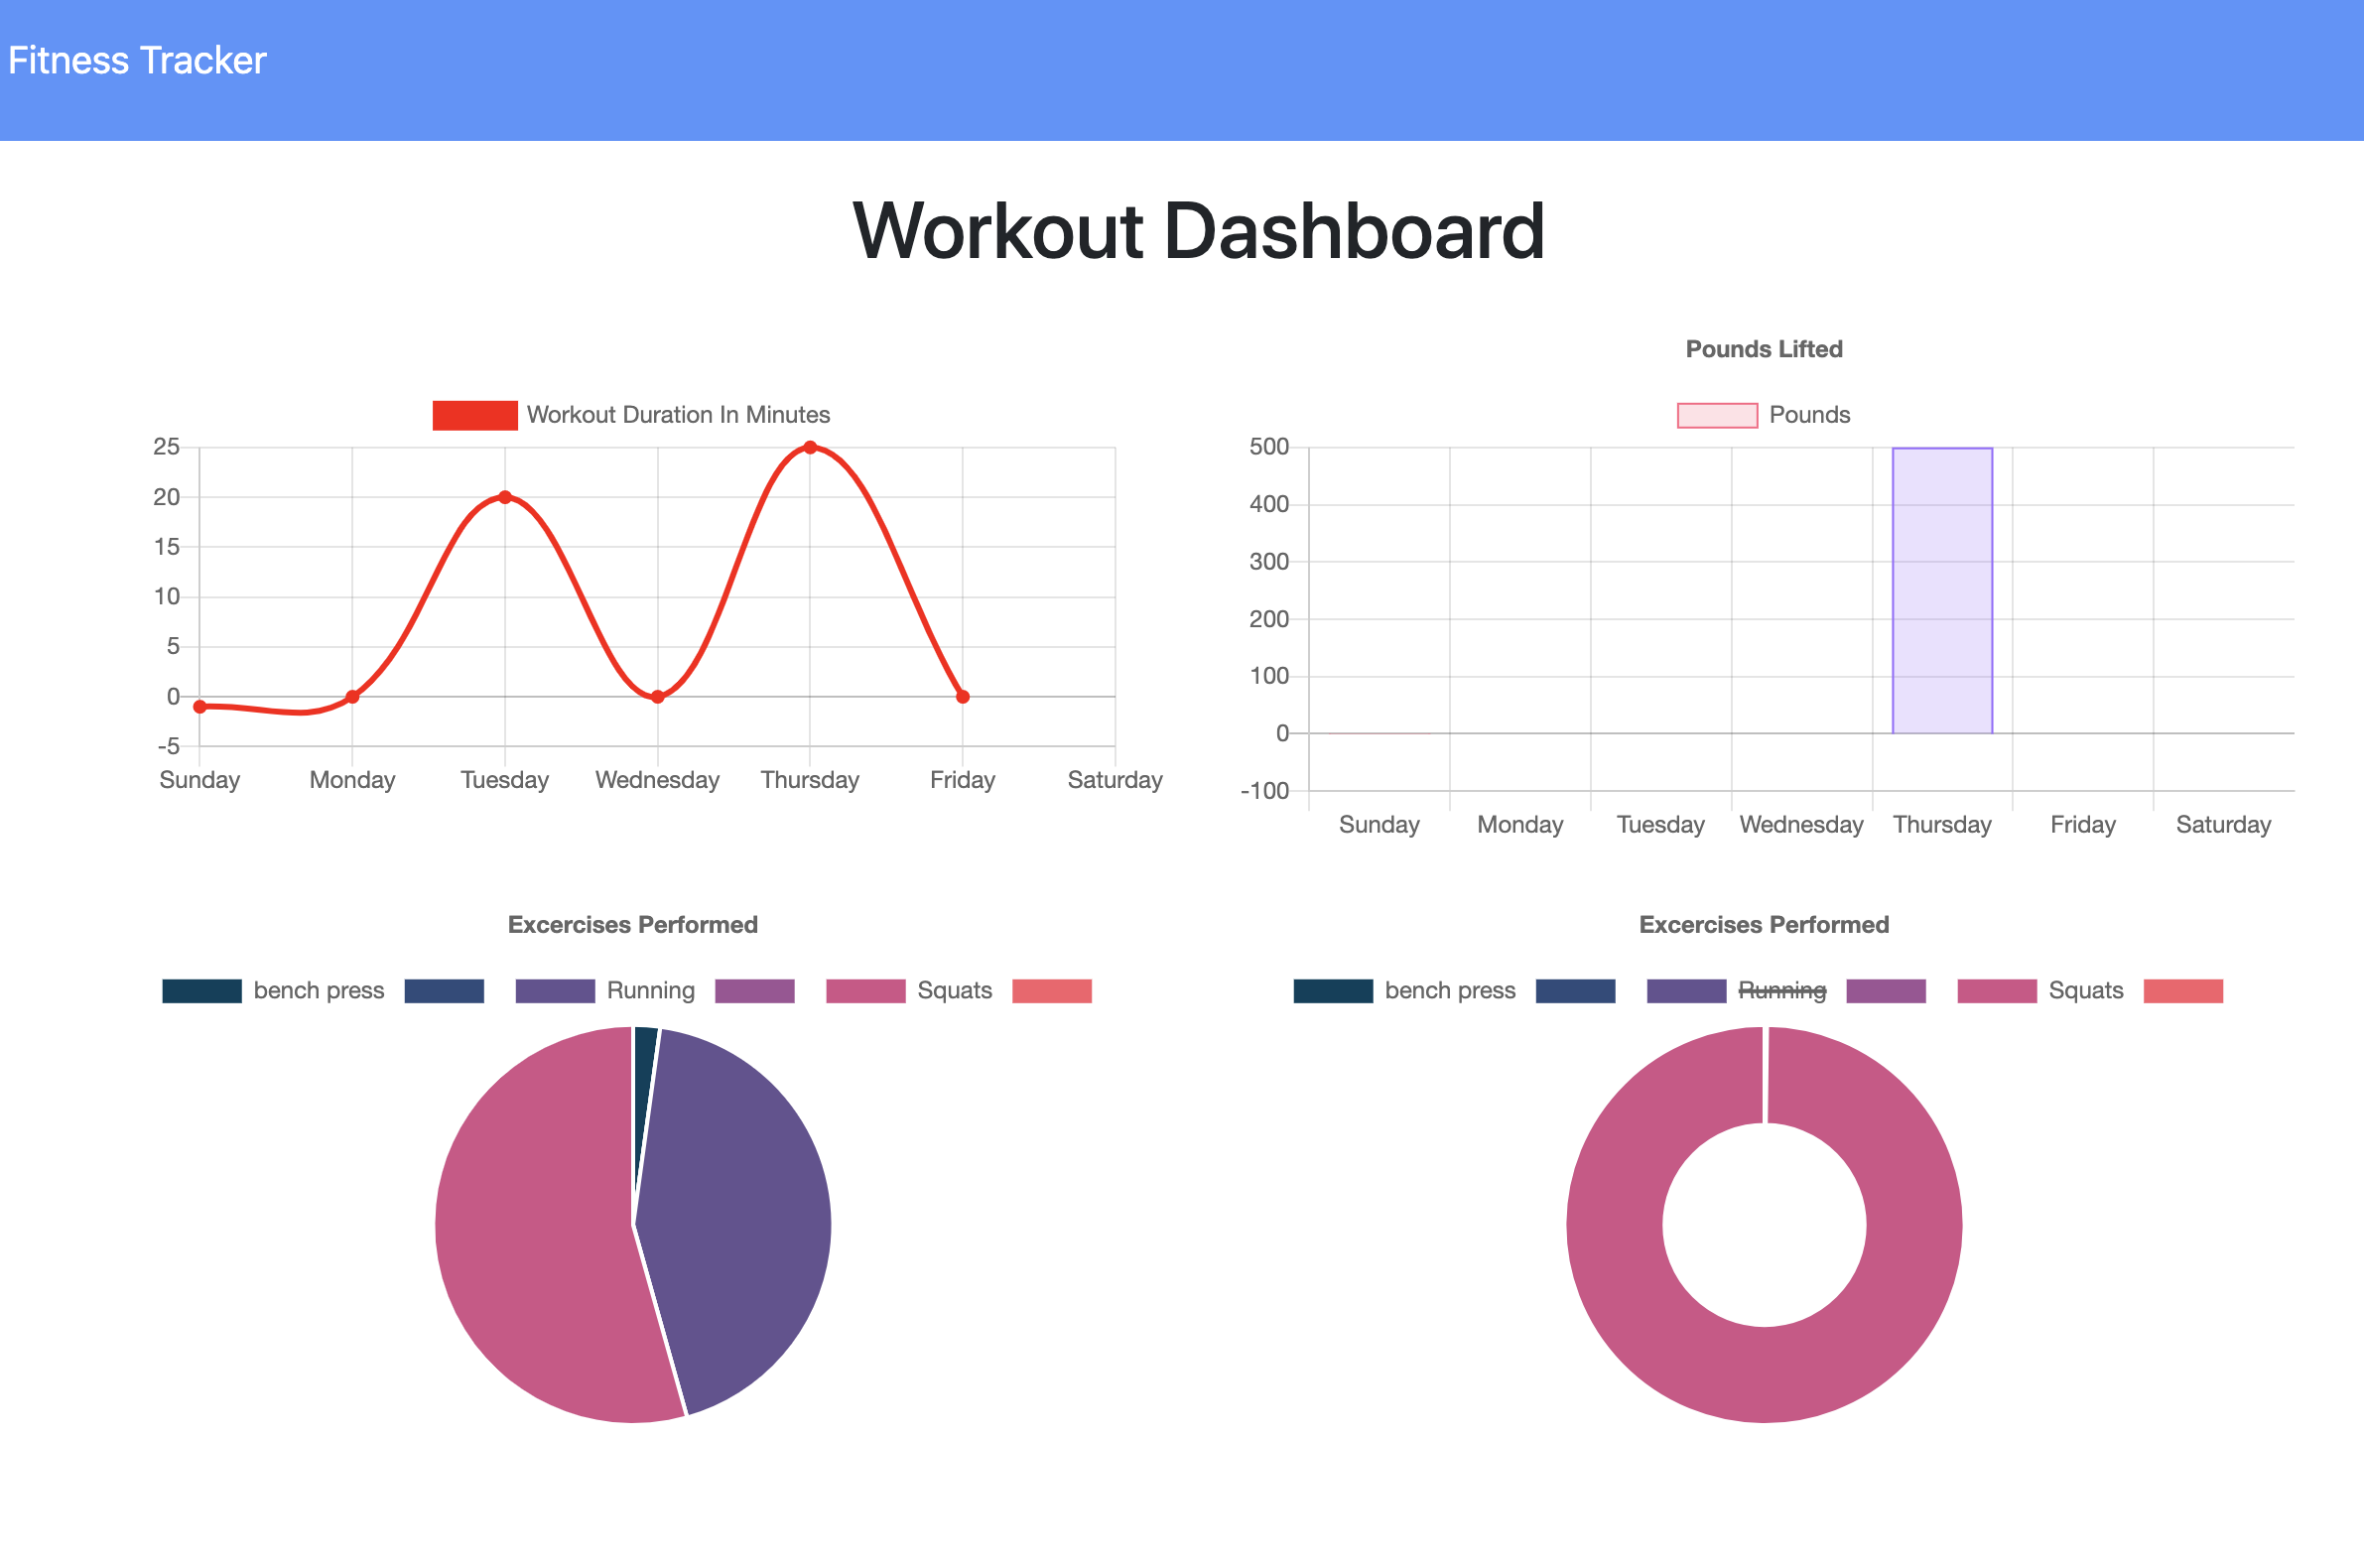 Fitness Tracker
Workout Dashboard
Workout Duration In Minutes
25
20
15
10
5
0
-5
Sunday Monday Tuesday Wednesday Thursday Friday Saturday
Pounds Lifted
Pounds
500
400
300
200
100
0
-100
Sunday Monday Tuesday Wednesday Thursday Friday Saturday
Excercises Performed
bench press Running Squats
Excercises Performed
bench press Running Squats